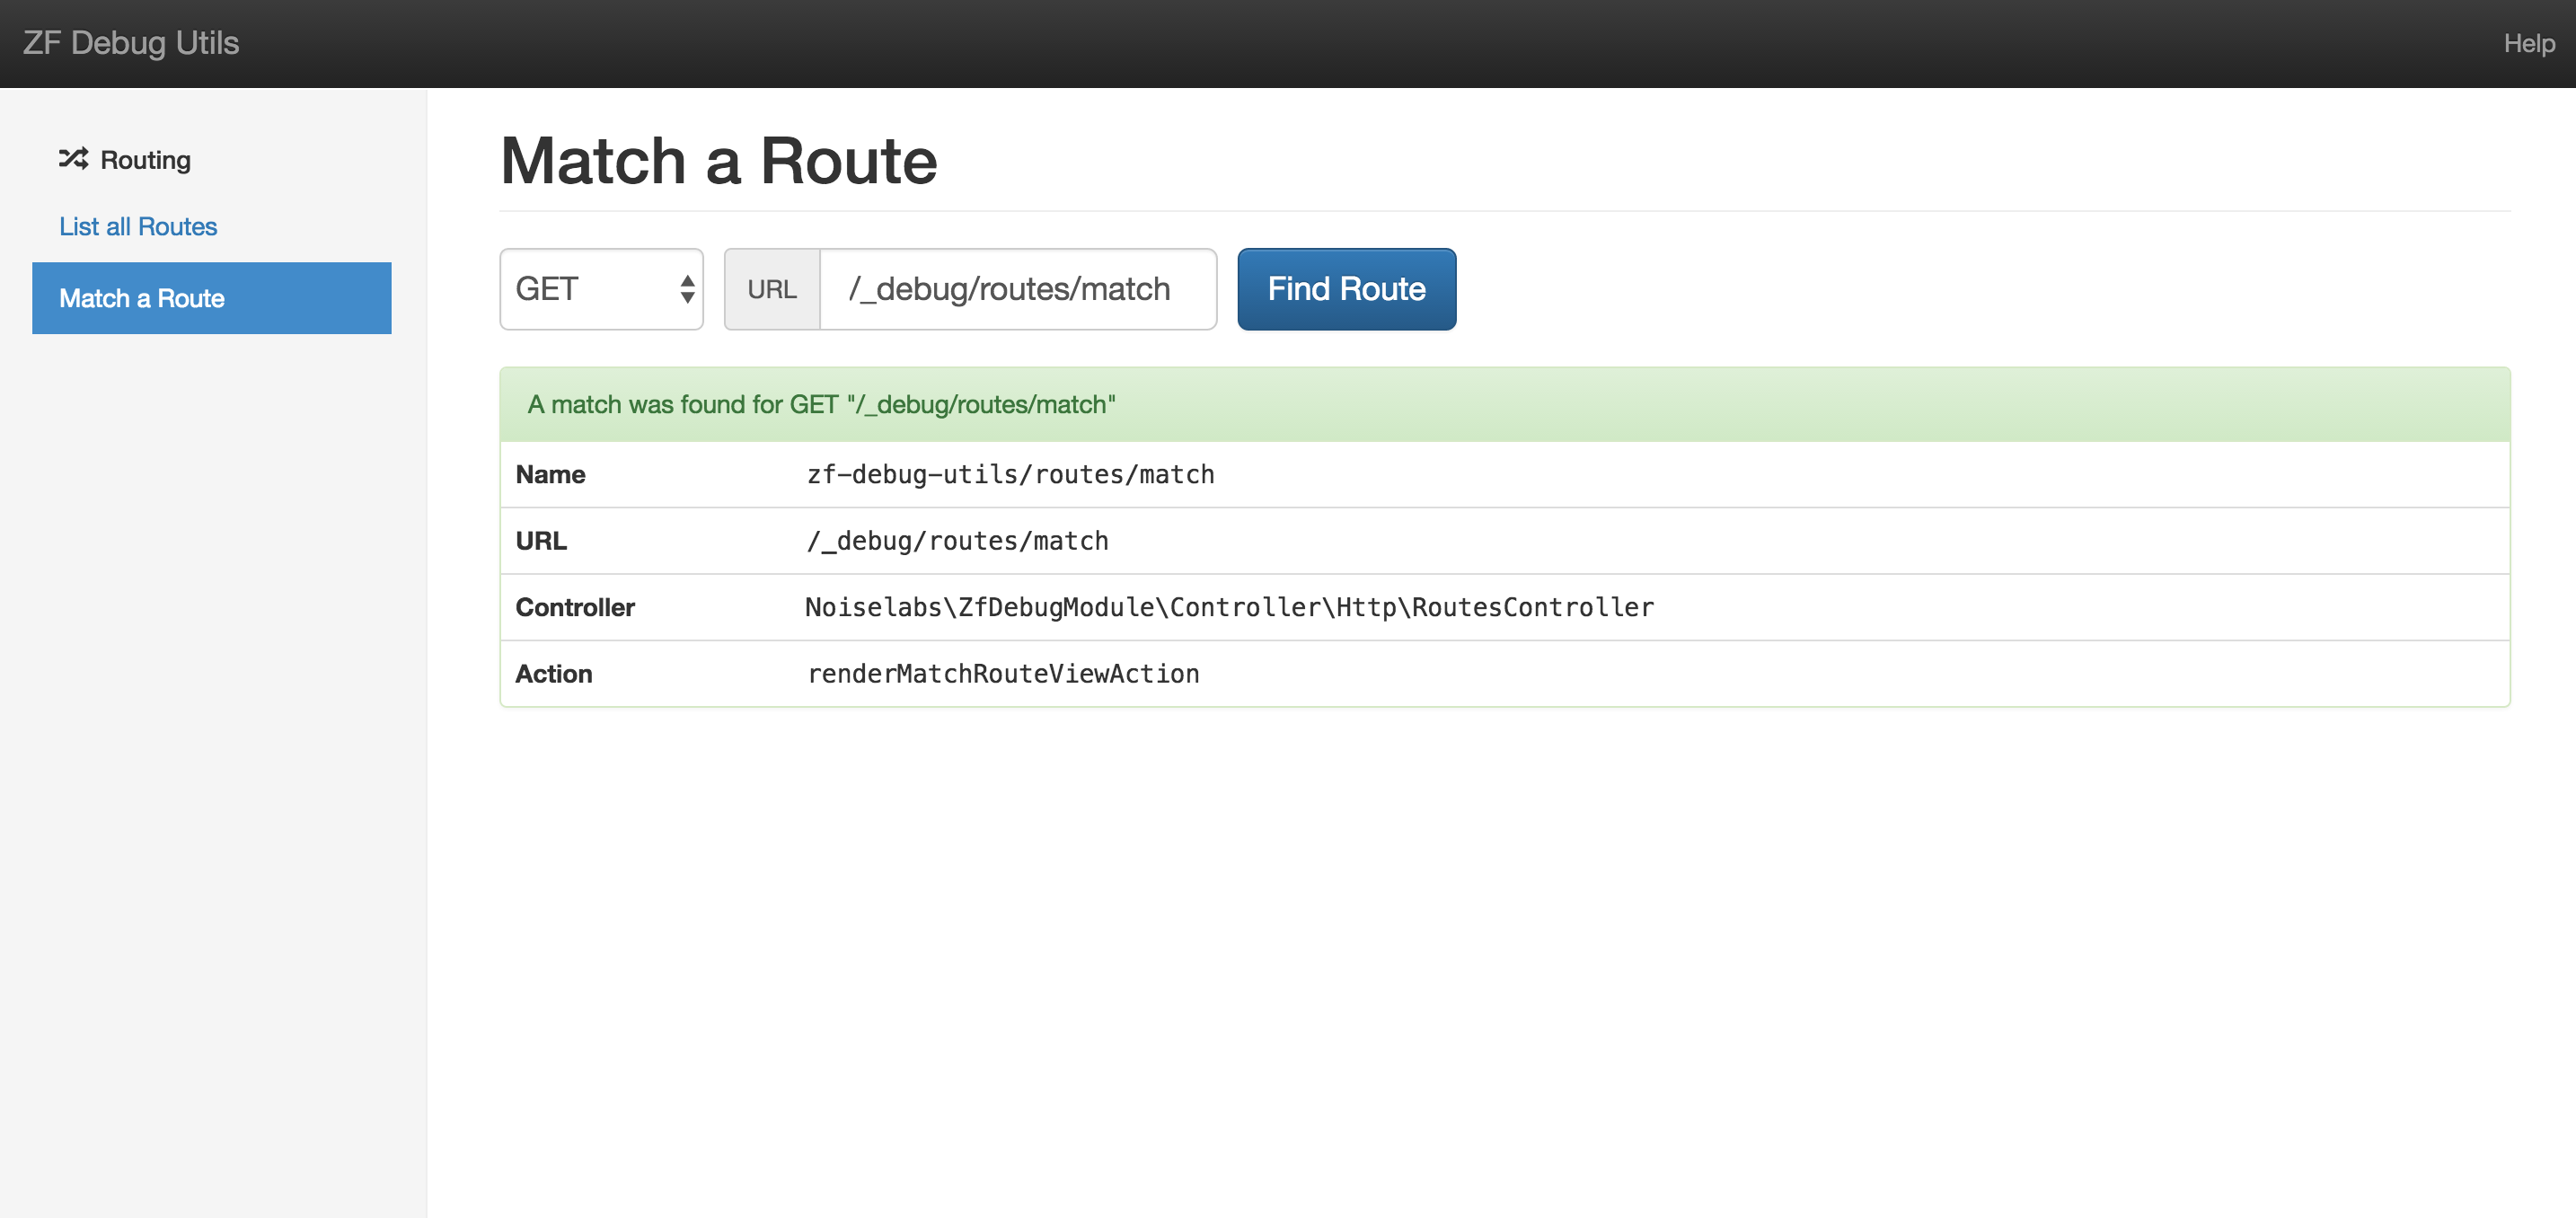 ZF Debug Utils
Help
Routing
List all Routes
Match a Route
Match a Route
GET
URL
/_debug/routes/match
Find Route
A match was found for GET "/_debug/routes/match"
Name zf-debug-utils/routes/match
URL /_debug/routes/match
Controller Noiselabs\ZfDebugModule\Controller\Http\RoutesController
Action renderMatchRouteViewAction